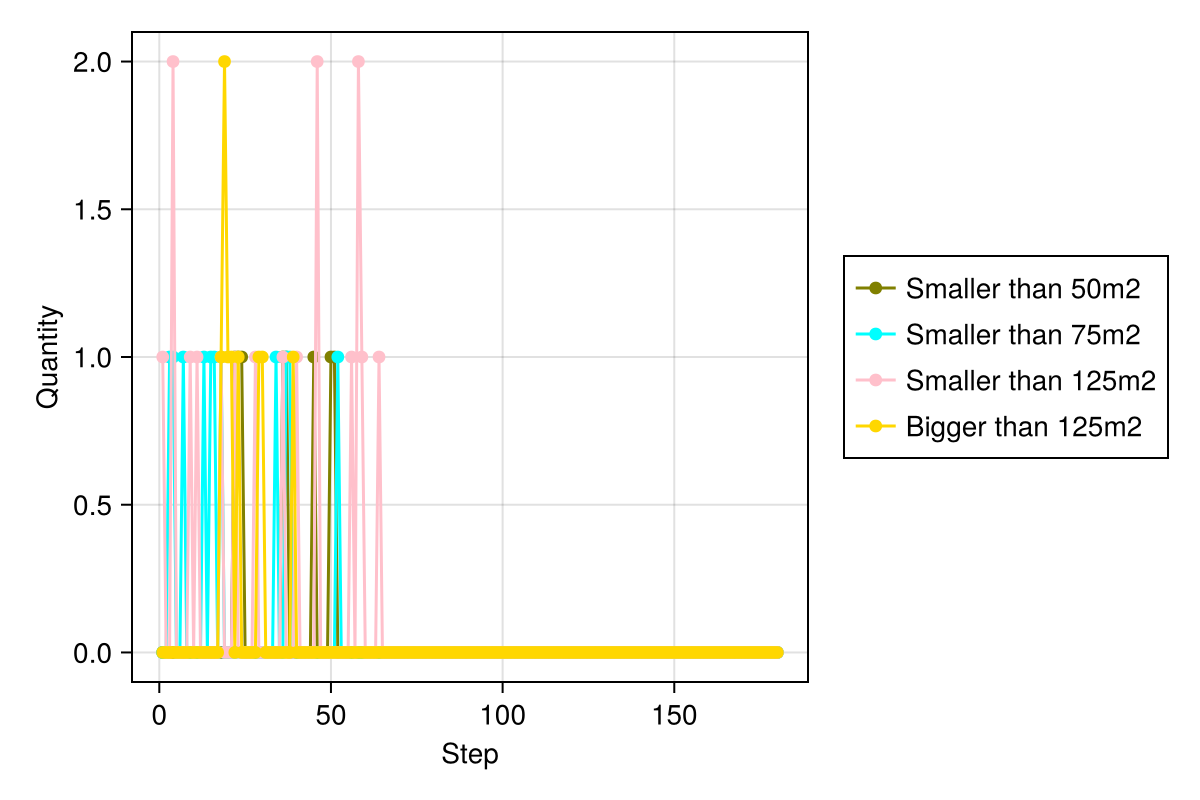 2.0
1.5
1.0
0.5
0.0
Quantity
0 50 100 150
Step
Smaller than 50m2
Smaller than 75m2
Smaller than 125m2
Bigger than 125m2